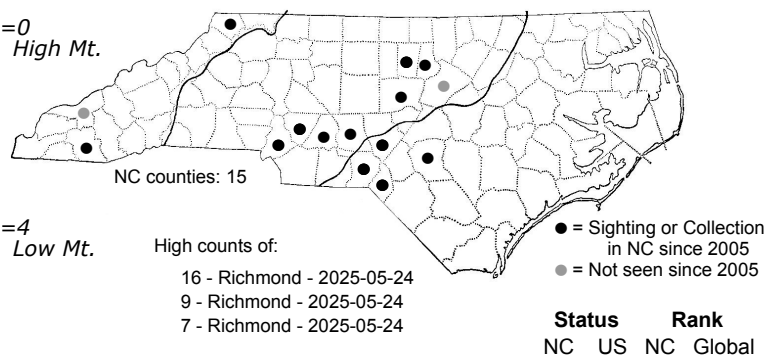 =0
High Mt.
NC counties: 15
=4
Low Mt.
High counts of:
16 - Richmond - 2025-05-24
9 - Richmond - 2025-05-24
7 - Richmond - 2025-05-24
● = Sighting or Collection
in NC since 2005
● = Not seen since 2005
Status Rank
NC US NC Global